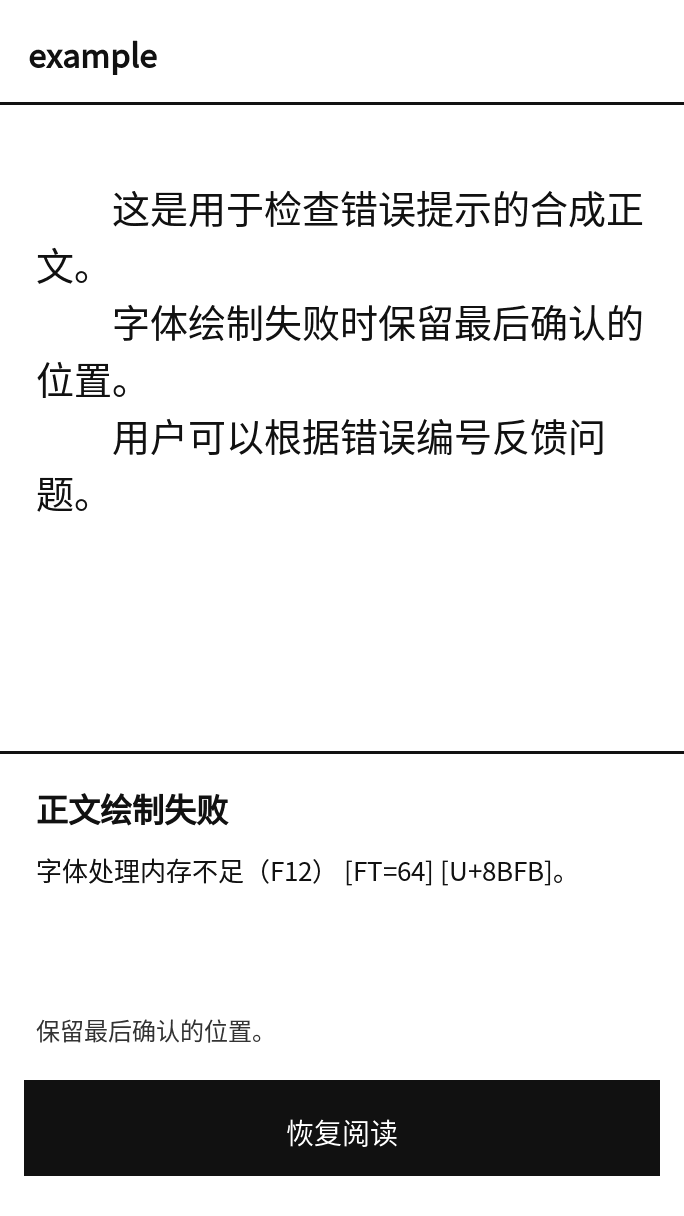 example
这是用于检查错误提示的合成正
文。
字体绘制失败时保留最后确认的
位置。
用户可以根据错误编号反馈问
题。
正文绘制失败
字体处理内存不足（F12） [FT=64] [U+8BFB]。
保留最后确认的位置。
恢复阅读